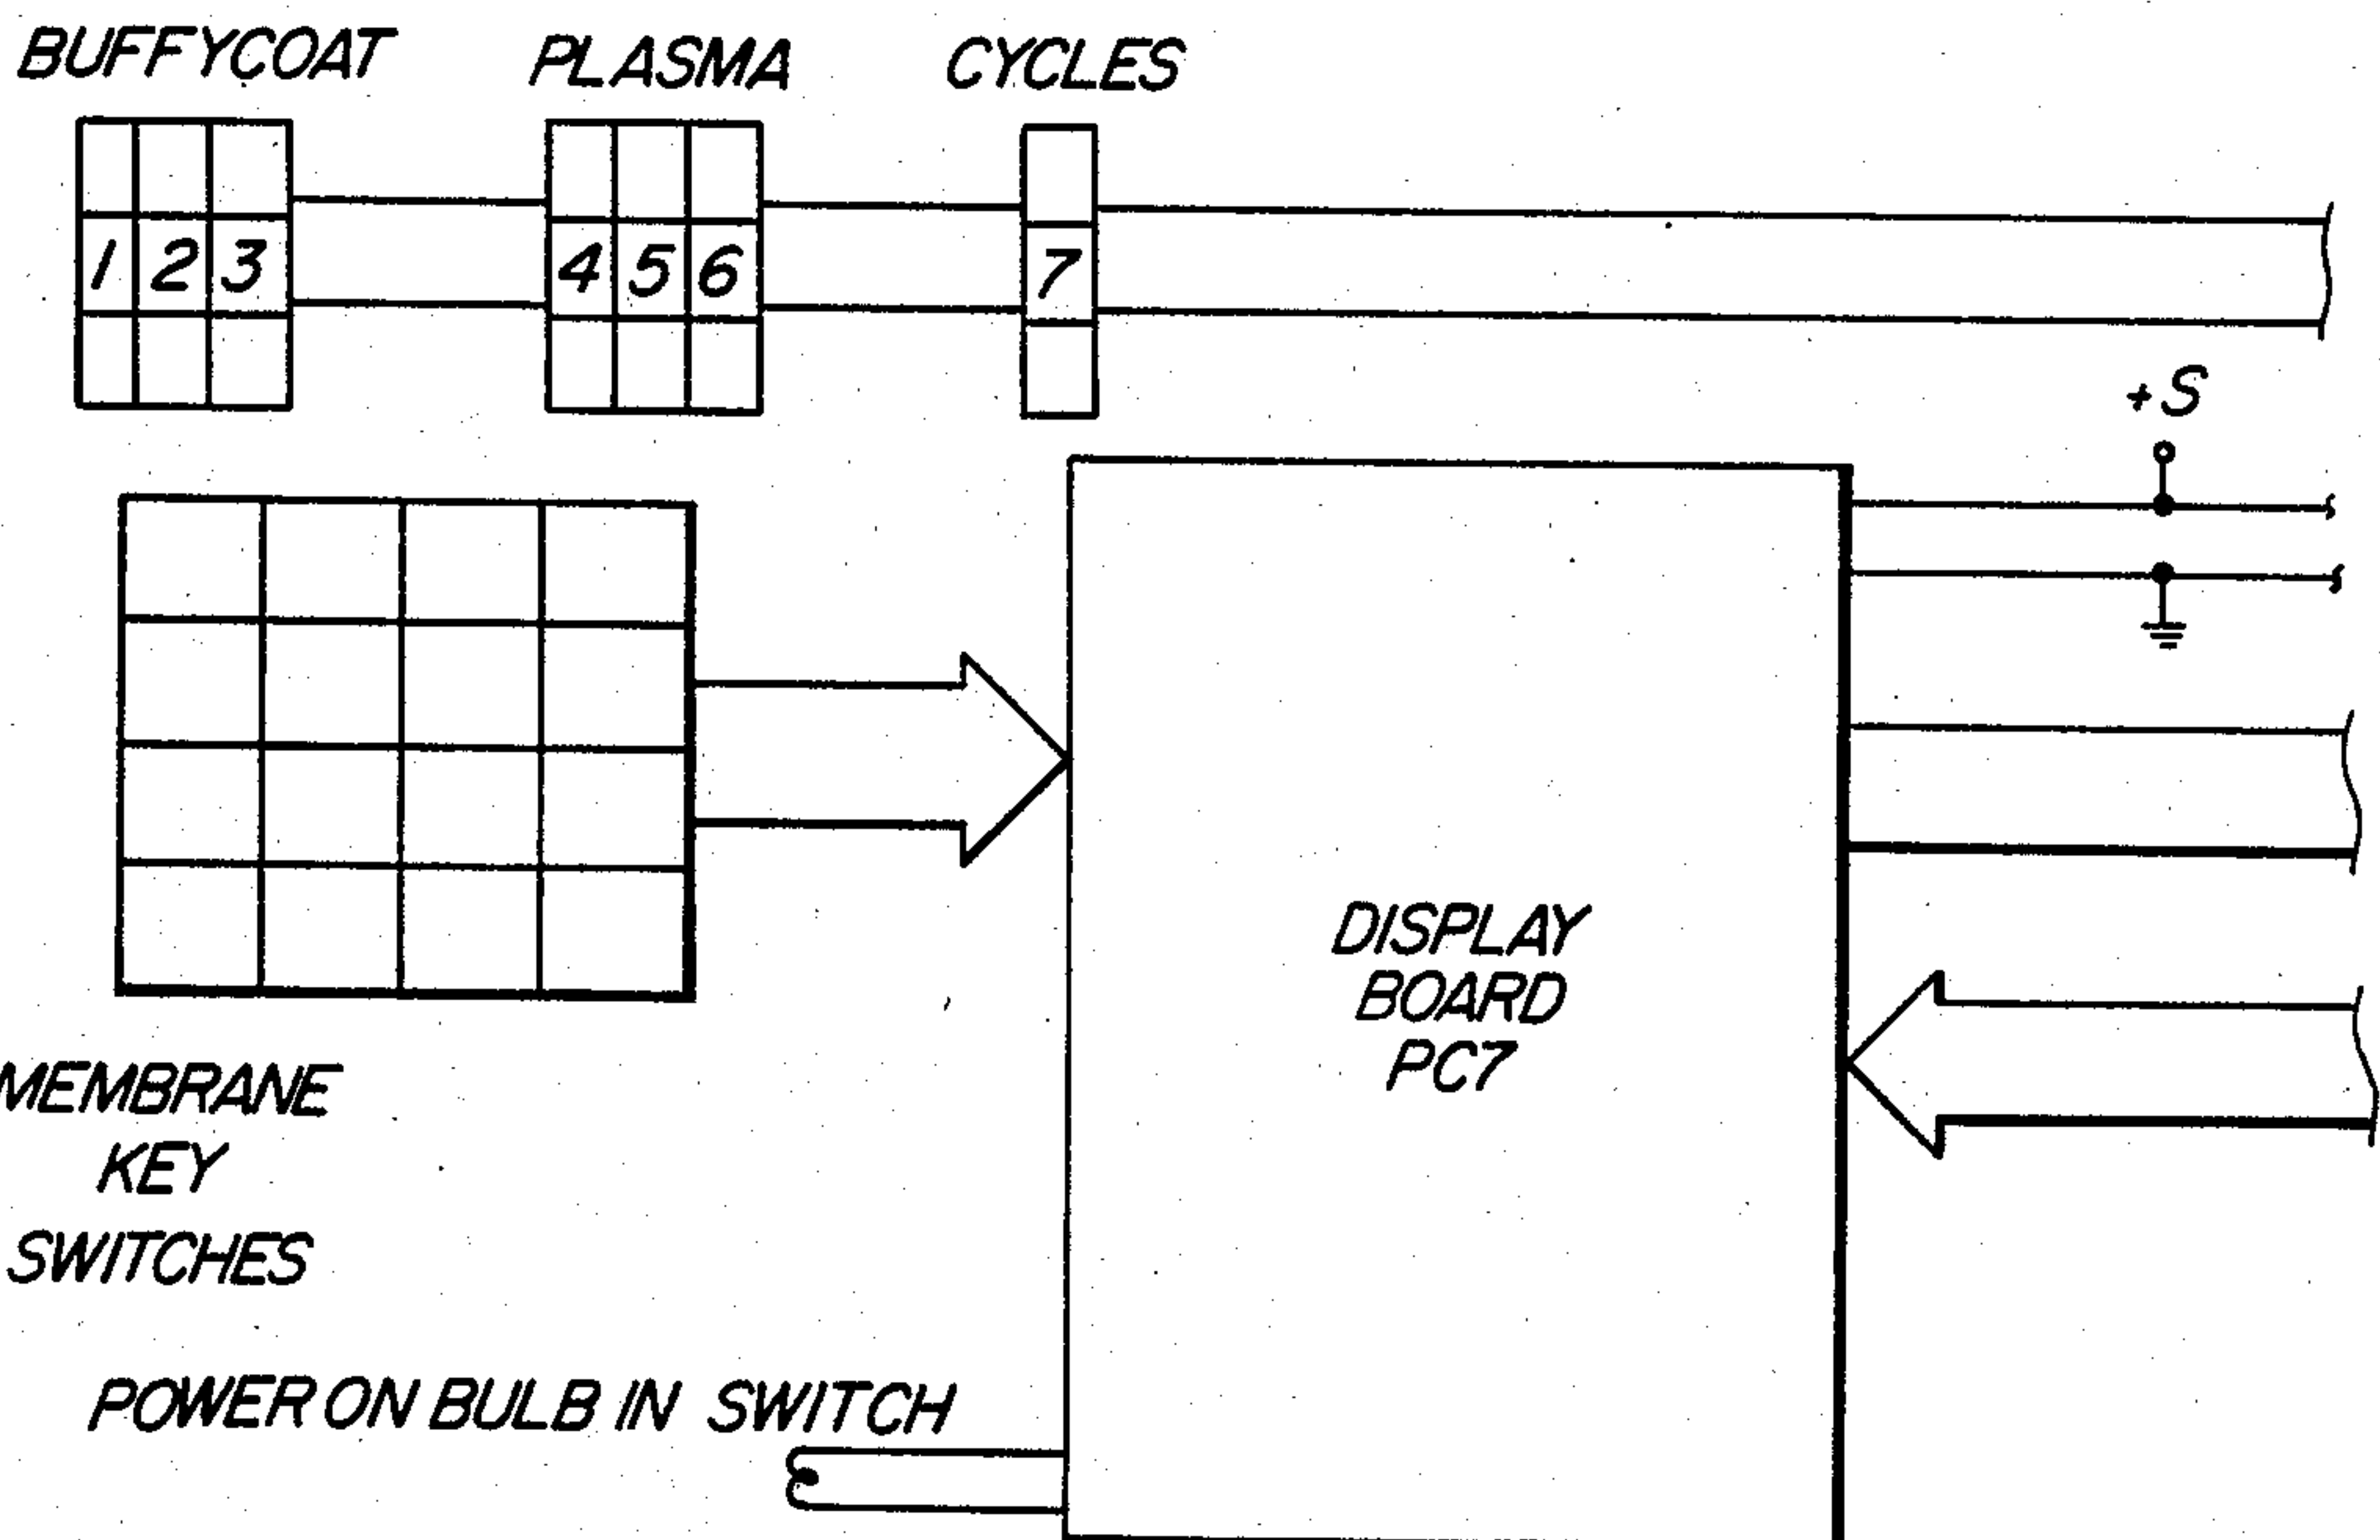 BUFFYCOAT PLASMA CYCLES
1 2 3 4 5 6 7
+S
DISPLAY
BOARD
PC7
MEMBRANE
KEY
SWITCHES
POWER ON BULB IN SWITCH